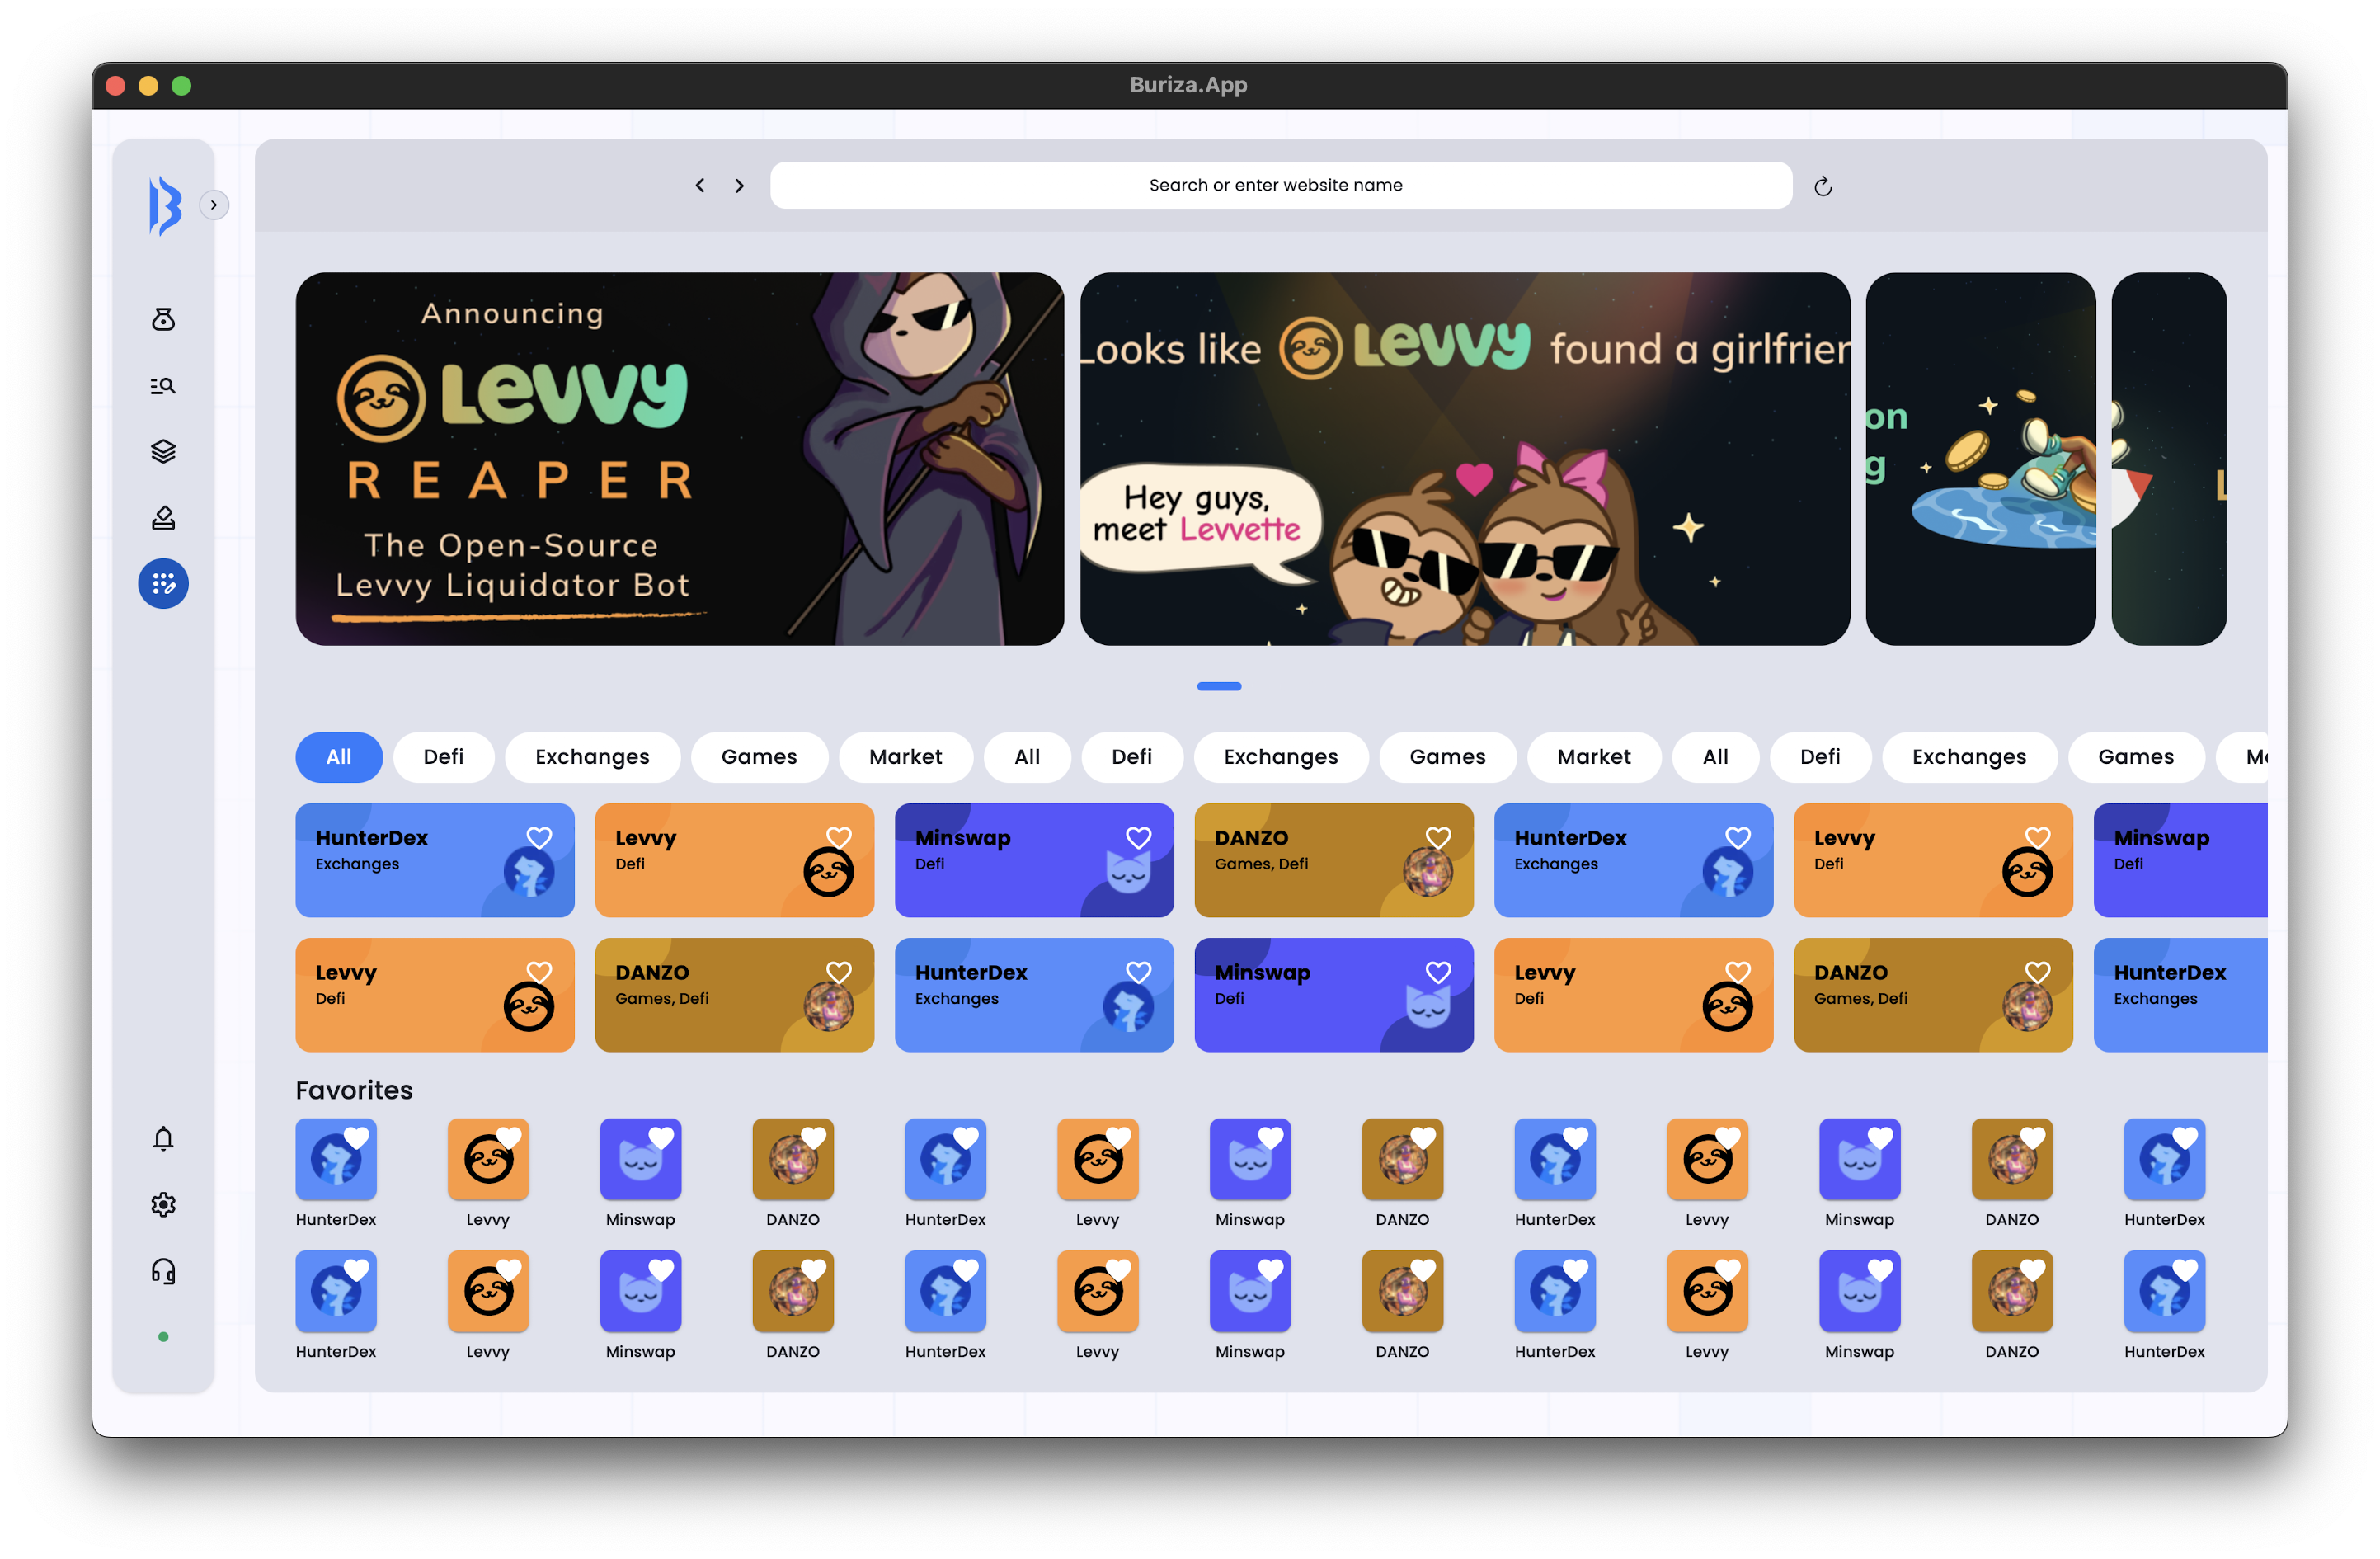 Buriza.App
Search or enter website name
Announcing
Levvy
REAPER
The Open-Source
Levvy Liquidator Bot
Looks like Levvy found a girlfrien
Hey guys,
meet Levvette
on
g
L
All Defi Exchanges Games Market All Defi Exchanges Games Market All Defi Exchanges Games
HunterDex Levvy Minswap DANZO HunterDex Levvy Minswap
Exchanges Defi Defi Games, Defi Exchanges Defi Defi
Levvy DANZO HunterDex Minswap Levvy DANZO HunterDex
Defi Games, Defi Exchanges Defi Defi Games, Defi Exchanges
Favorites
HunterDex Levvy Minswap DANZO HunterDex Levvy Minswap DANZO HunterDex Levvy Minswap DANZO HunterDex
HunterDex Levvy Minswap DANZO HunterDex Levvy Minswap DANZO HunterDex Levvy Minswap DANZO HunterDex